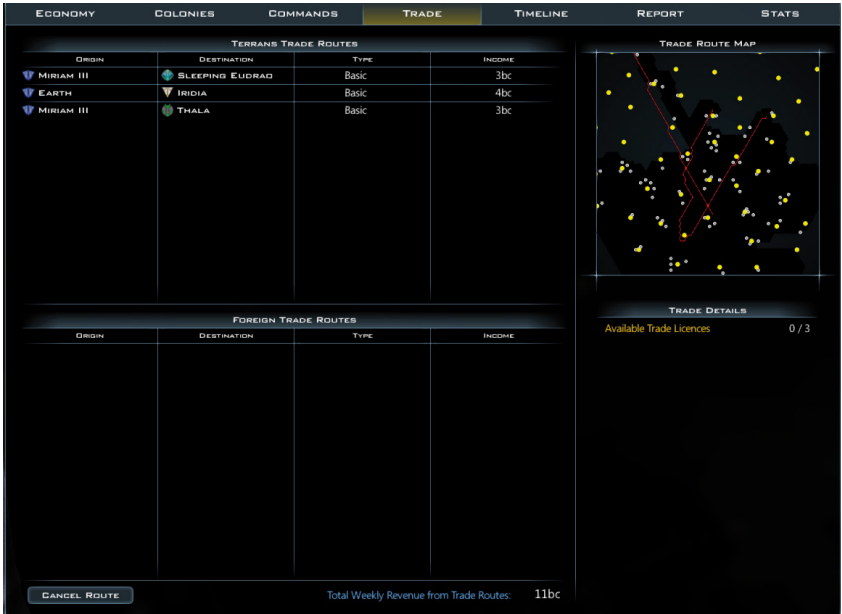 ECONOMY COLONIES COMMANDS TRADE TIMELINE REPORT STATS
TERRANS TRADE ROUTES
ORIGIN DESTINATION TYPE INCOME
MIRIAM III SLEEPING EUDRAO Basic 3bc
EARTH IRIDIA Basic 4bc
MIRIAM III THALA Basic 3bc
FOREIGN TRADE ROUTES
ORIGIN DESTINATION TYPE INCOME
CANCEL ROUTE
Total Weekly Revenue from Trade Routes: 11bc
TRADE ROUTE MAP
TRADE DETAILS
Available Trade Licences 0 / 3